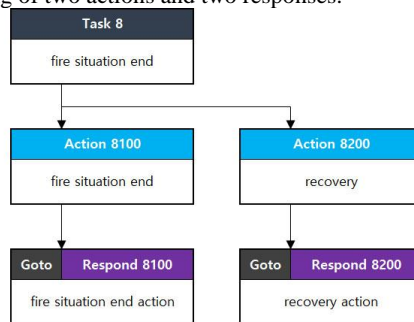 g of two actions and two responses.
Task 8
fire situation end
Action 8100
Action 8200
fire situation end
recovery
Goto Respond 8100
Goto Respond 8200
fire situation end action
recovery action